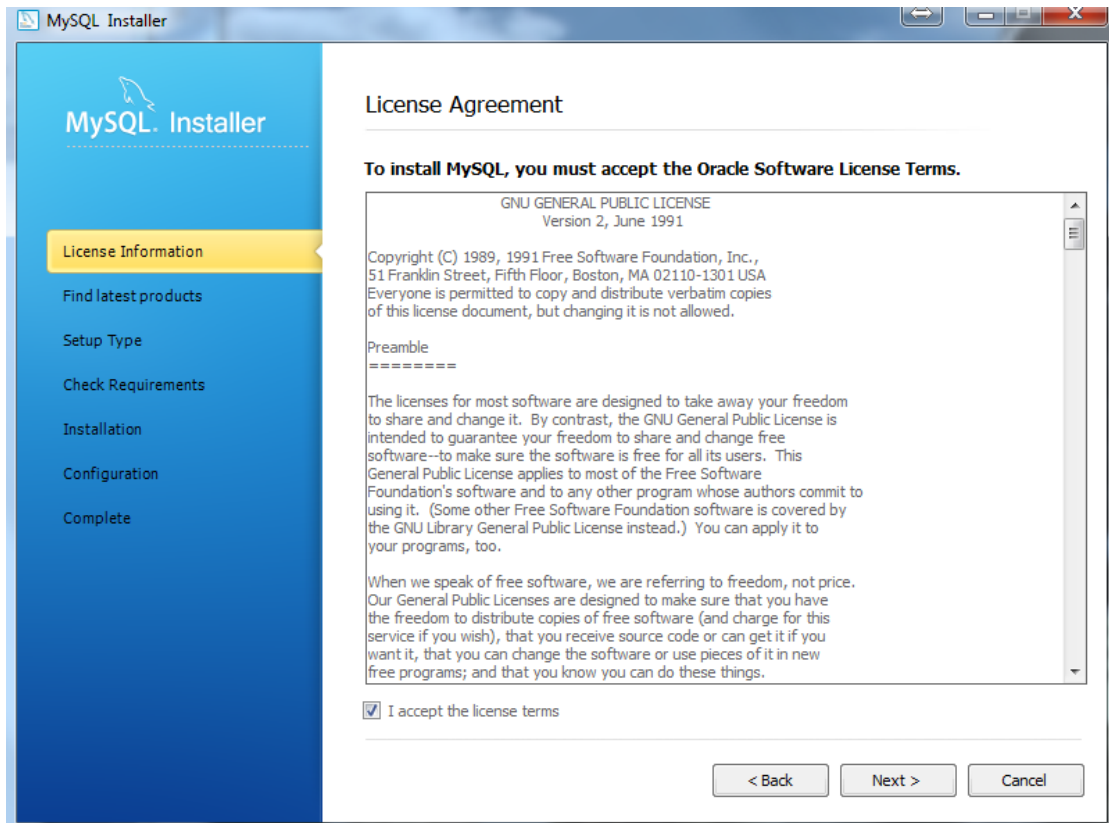 MySQL Installer
MySQL. Installer
License Information
Find latest products
Setup Type
Check Requirements
Installation
Configuration
Complete
License Agreement
To install MySQL, you must accept the Oracle Software License Terms.
GNU GENERAL PUBLIC LICENSE
Version 2, June 1991
Copyright (C) 1989, 1991 Free Software Foundation, Inc.,
51 Franklin Street, Fifth Floor, Boston, MA 02110-1301 USA
Everyone is permitted to copy and distribute verbatim copies
of this license document, but changing it is not allowed.
Preamble
========
The licenses for most software are designed to take away your freedom
to share and change it. By contrast, the GNU General Public License is
intended to guarantee your freedom to share and change free
software--to make sure the software is free for all its users. This
General Public License applies to most of the Free Software
Foundation's software and to any other program whose authors commit to
using it. (Some other Free Software Foundation software is covered by
the GNU Library General Public License instead.) You can apply it to
your programs, too.
When we speak of free software, we are referring to freedom, not price.
Our General Public Licenses are designed to make sure that you have
the freedom to distribute copies of free software (and charge for this
service if you wish), that you receive source code or can get it if you
want it, that you can change the software or use pieces of it in new
free programs; and that you know you can do these things.
I accept the license terms
< Back
Next >
Cancel